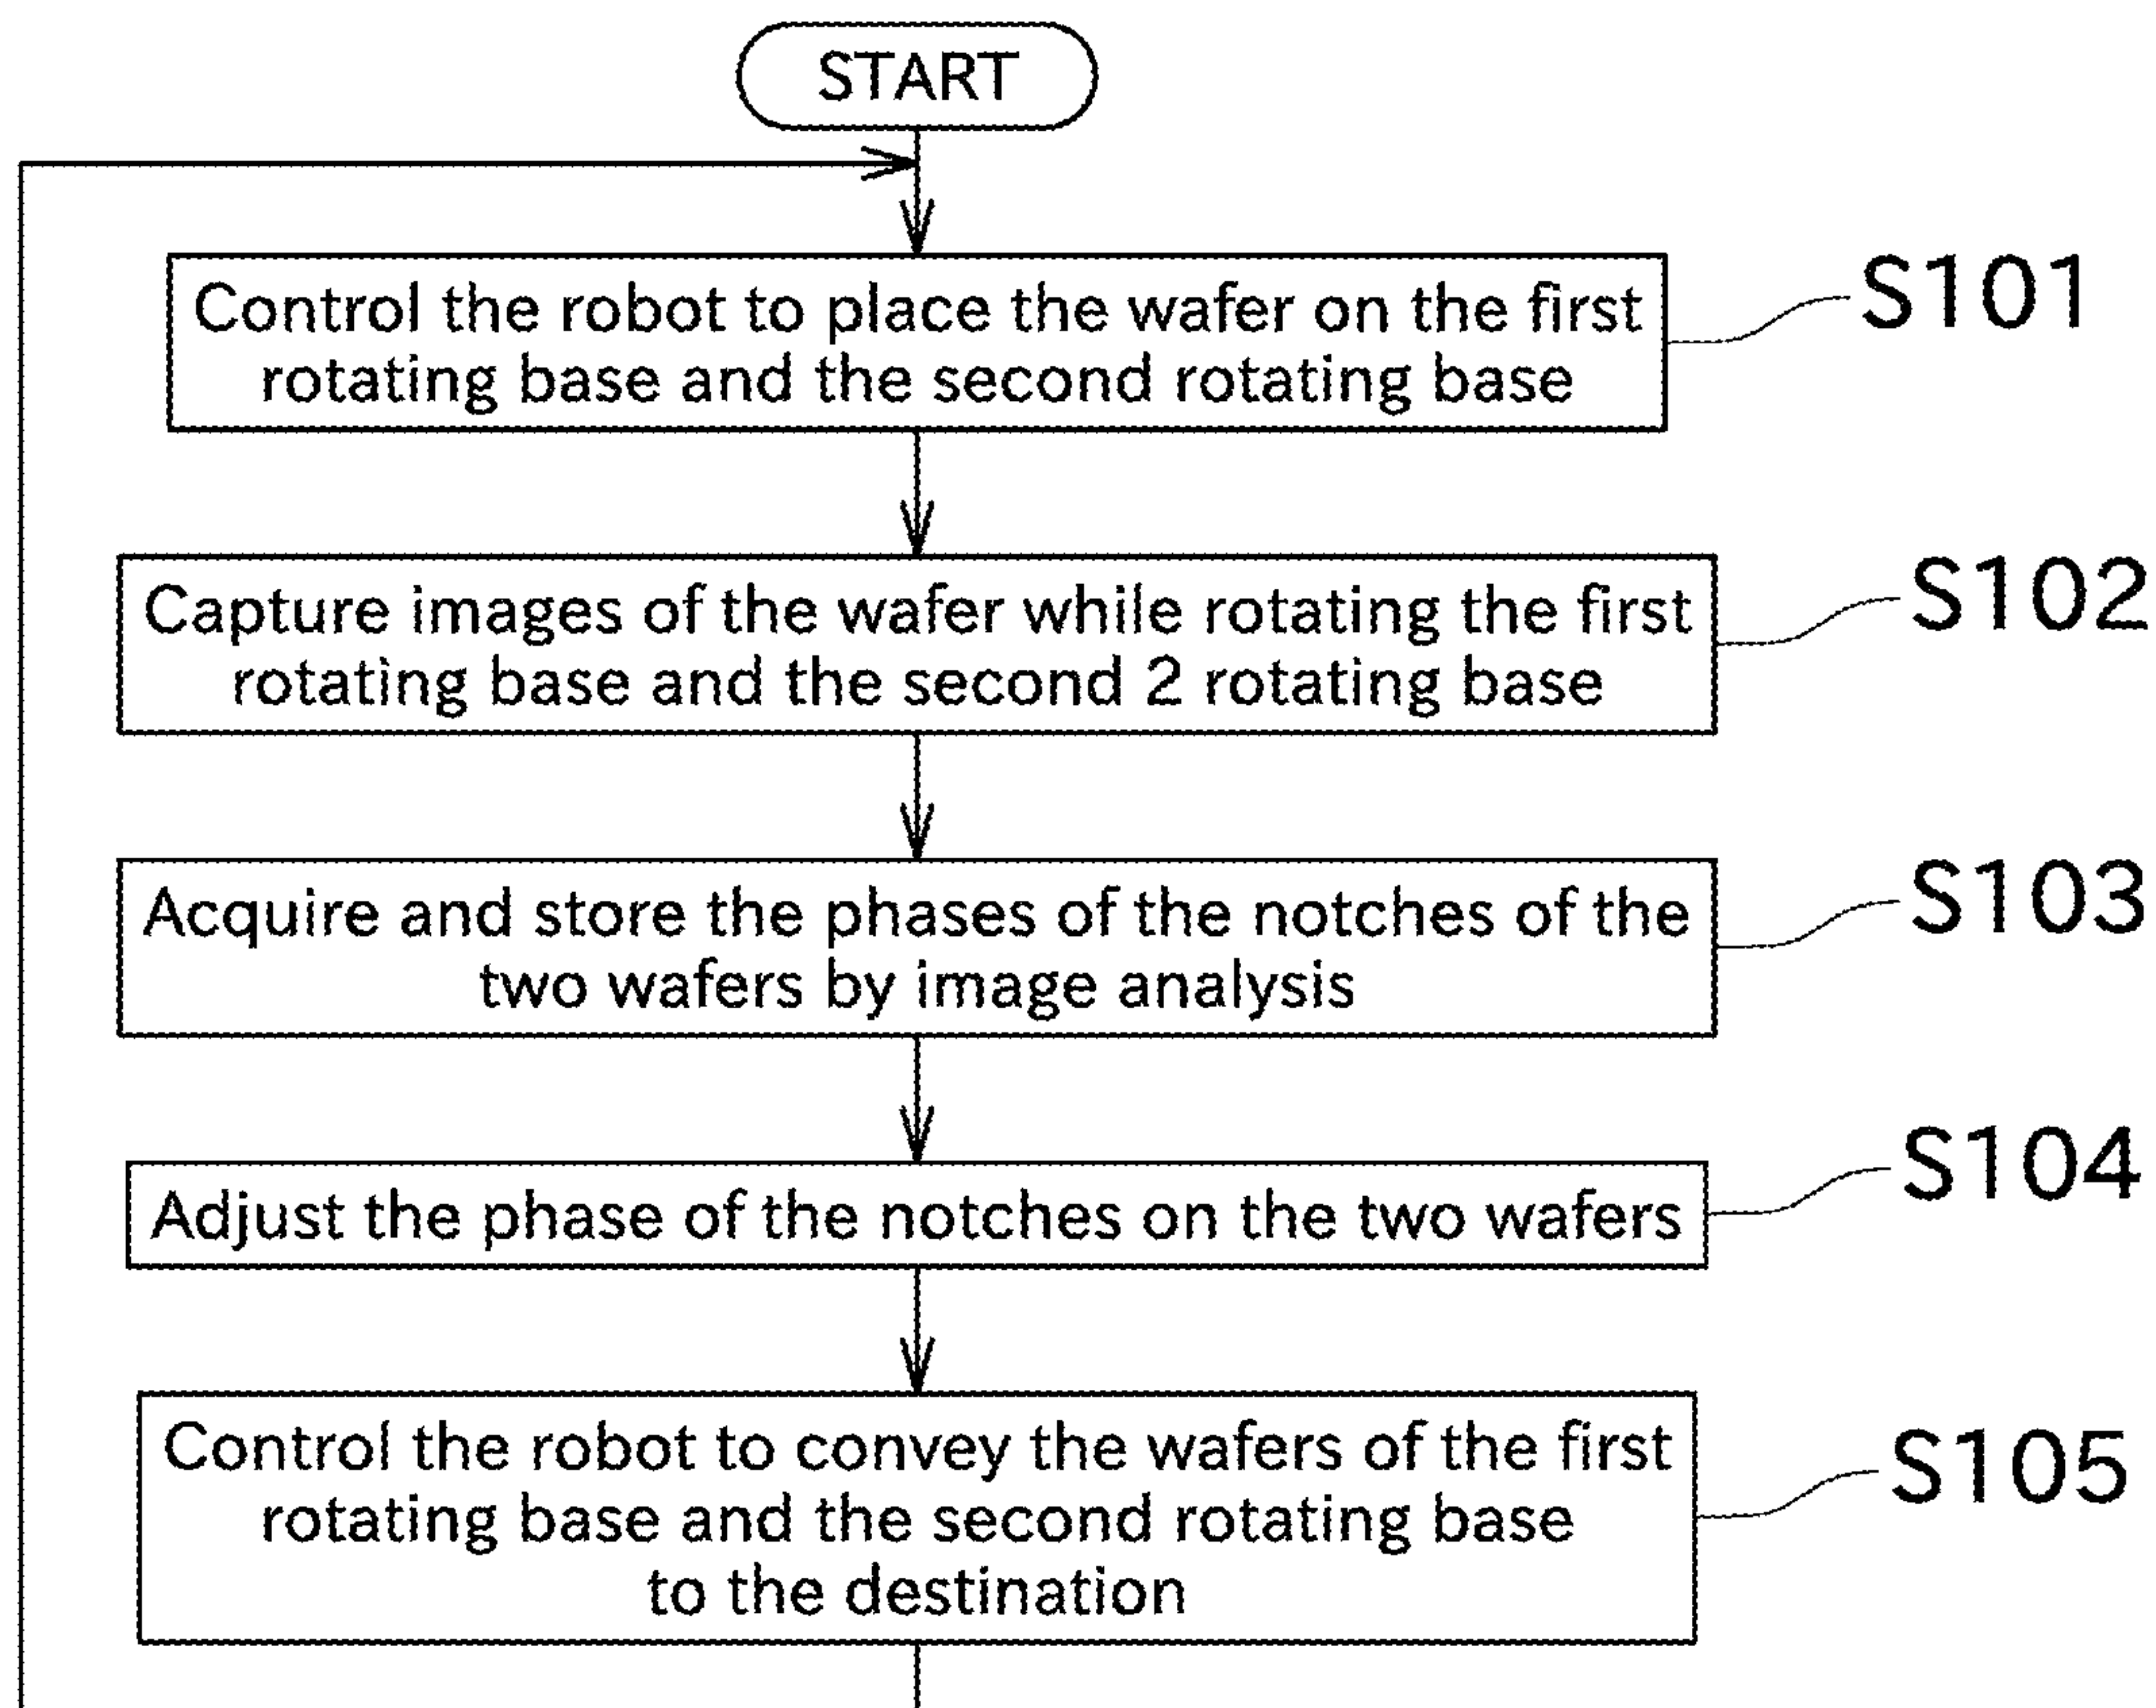 START
Control the robot to place the wafer on the first
rotating base and the second rotating base
S101
Capture images of the wafer while rotating the first
rotating base and the second 2 rotating base
S102
Acquire and store the phases of the notches of the
two wafers by image analysis
S103
Adjust the phase of the notches on the two wafers
S104
Control the robot to convey the wafers of the first
rotating base and the second rotating base
to the destination
S105